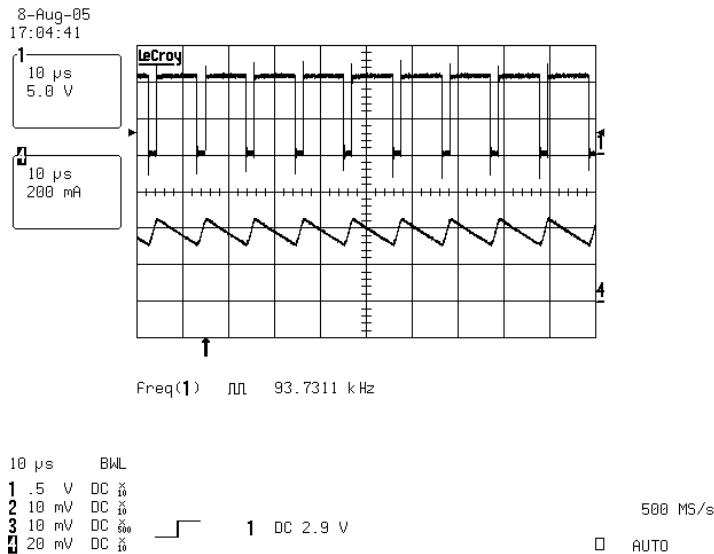 8-Aug-05
17:04:41
1
10 µs
5.0 V
4
10 µs
200 mA
LeCroy
1
4
Freq(1) 93.7311 kHz
10 µs BWL
1 .5 V DC X10
2 10 mV DC X10
3 10 mV DC X500
4 20 mV DC X10
1 DC 2.9 V
500 MS/s
AUTO